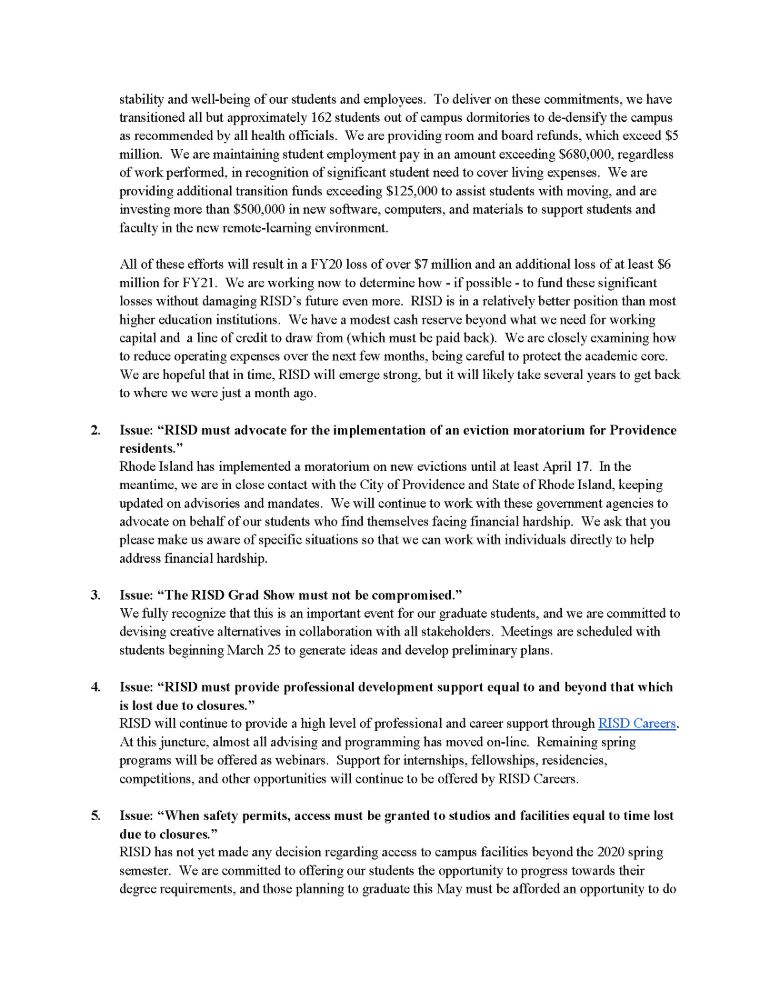 stability and well-being of our students and employees.  To deliver on these commitments, we have
transitioned all but approximately 162 students out of campus dormitories to de-densify the campus
as recommended by all health officials.  We are providing room and board refunds, which exceed $5
million.  We are maintaining student employment pay in an amount exceeding $680,000, regardless
of work performed, in recognition of significant student need to cover living expenses.  We are
providing additional transition funds exceeding $125,000 to assist students with moving, and are
investing more than $500,000 in new software, computers, and materials to support students and
faculty in the new remote-learning environment.

All of these efforts will result in a FY20 loss of over $7 million and an additional loss of at least $6
million for FY21.  We are working now to determine how - if possible - to fund these significant
losses without damaging RISD’s future even more.  RISD is in a relatively better position than most
higher education institutions.  We have a modest cash reserve beyond what we need for working
capital and  a line of credit to draw from (which must be paid back).  We are closely examining how
to reduce operating expenses over the next few months, being careful to protect the academic core.
We are hopeful that in time, RISD will emerge strong, but it will likely take several years to get back
to where we were just a month ago.

2. Issue: “RISD must advocate for the implementation of an eviction moratorium for Providence
residents.”
Rhode Island has implemented a moratorium on new evictions until at least April 17.  In the
meantime, we are in close contact with the City of Providence and State of Rhode Island, keeping
updated on advisories and mandates.  We will continue to work with these government agencies to
advocate on behalf of our students who find themselves facing financial hardship.  We ask that you
please make us aware of specific situations so that we can work with individuals directly to help
address financial hardship.

3. Issue: “The RISD Grad Show must not be compromised.”
We fully recognize that this is an important event for our graduate students, and we are committed to
devising creative alternatives in collaboration with all stakeholders.  Meetings are scheduled with
students beginning March 25 to generate ideas and develop preliminary plans.

4. Issue: “RISD must provide professional development support equal to and beyond that which
is lost due to closures.”
RISD will continue to provide a high level of professional and career support through RISD Careers.
At this juncture, almost all advising and programming has moved on-line.  Remaining spring
programs will be offered as webinars.  Support for internships, fellowships, residencies,
competitions, and other opportunities will continue to be offered by RISD Careers.

5. Issue: “When safety permits, access must be granted to studios and facilities equal to time lost
due to closures.”
RISD has not yet made any decision regarding access to campus facilities beyond the 2020 spring
semester.  We are committed to offering our students the opportunity to progress towards their
degree requirements, and those planning to graduate this May must be afforded an opportunity to do